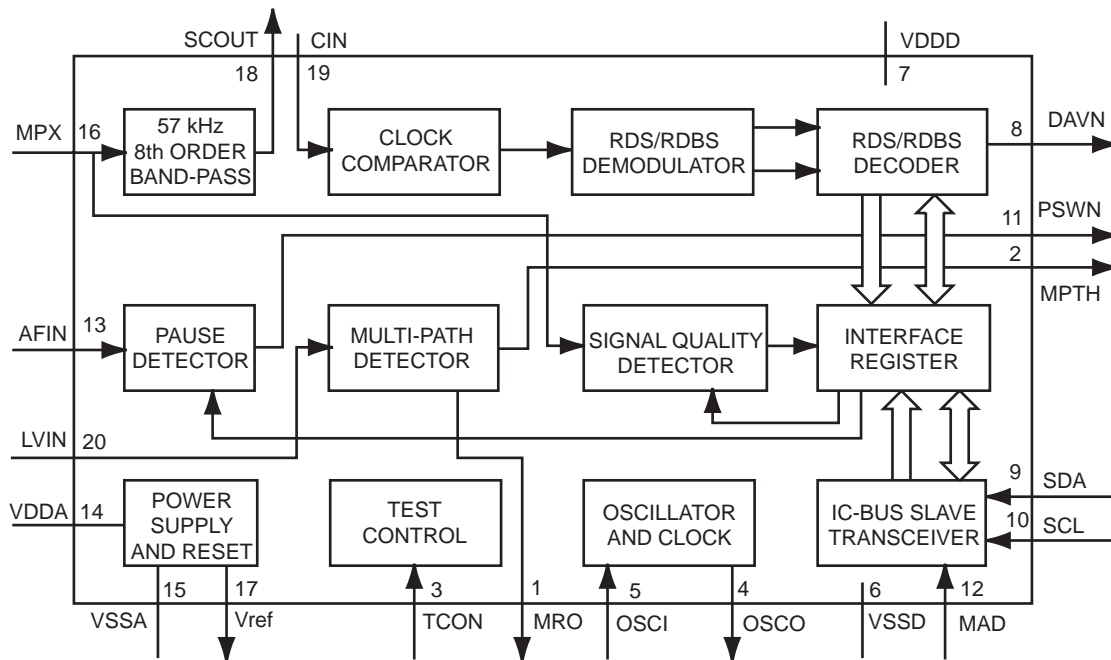 SCOUT
CIN
VDDD
18
19
7
MPX
16
57 kHz
8th ORDER
BAND-PASS
CLOCK
COMPARATOR
RDS/RDBS
DEMODULATOR
RDS/RDBS
DECODER
8
DAVN
11
PSWN
2
MPTH
AFIN
13
PAUSE
DETECTOR
MULTI-PATH
DETECTOR
SIGNAL QUALITY
DETECTOR
INTERFACE
REGISTER
LVIN
20
VDDA
14
POWER
SUPPLY
AND RESET
TEST
CONTROL
OSCILLATOR
AND CLOCK
IC-BUS SLAVE
TRANSCEIVER
9
SDA
10
SCL
15
17
3
1
5
4
6
12
VSSA
Vref
TCON
MRO
OSCI
OSCO
VSSD
MAD